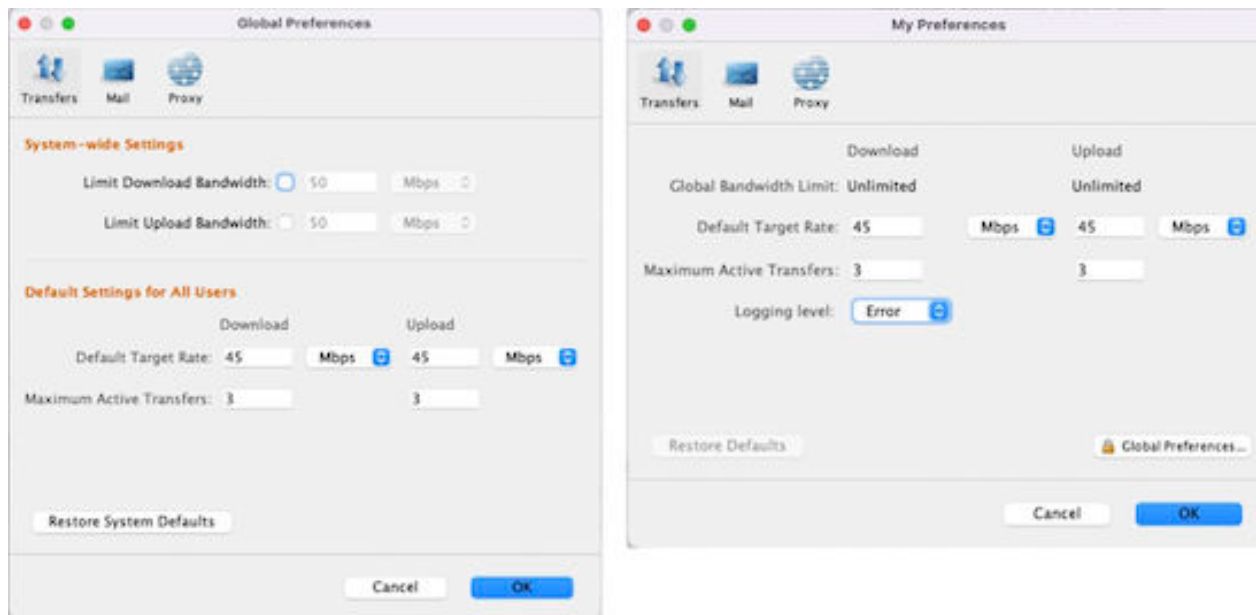 Global Preferences
Transfers Mail Proxy
System-wide Settings
Limit Download Bandwidth: 50 Mbps
Limit Upload Bandwidth: 50 Mbps
Default Settings for All Users
Download Upload
Default Target Rate: 45 Mbps 45 Mbps
Maximum Active Transfers: 3 3
Restore System Defaults
Cancel OK
My Preferences
Transfers Mail Proxy
Download Upload
Global Bandwidth Limit: Unlimited Unlimited
Default Target Rate: 45 Mbps 45 Mbps
Maximum Active Transfers: 3 3
Logging level: Error
Restore Defaults Global Preferences...
Cancel OK